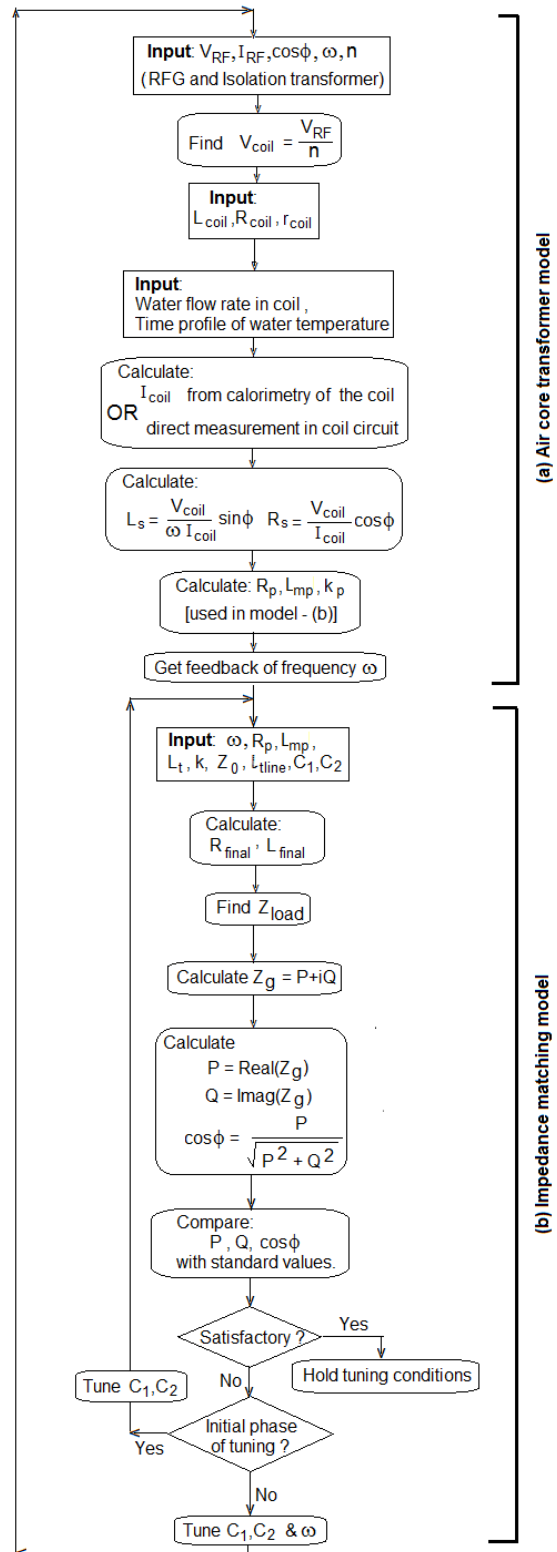 Input: V_RF, I_RF, cosϕ, ω, n
(RFG and Isolation transformer)
Find V_coil = V_RF / n
Input:
L_coil, R_coil, r_coil
Input:
Water flow rate in coil ,
Time profile of water temperature
Calculate:
I_coil from calorimetry of the coil
OR
direct measurement in coil circuit
Calculate:
L_s = V_coil / ω I_coil sinϕ R_s = V_coil / I_coil cosϕ
Calculate: R_p, L_mp, k_p
[used in model - (b)]
Get feedback of frequency ω
(a) Air core transformer model
Input: ω, R_p, L_mp,
L_t, k, Z_0, l_tline, C_1, C_2
Calculate:
R_final , L_final
Find Z_load
Calculate Z_g = P+iQ
Calculate
P = Real(Z_g)
Q = Imag(Z_g)
cosϕ = P / √(P^2 + Q^2)
Compare:
P , Q, cosϕ
with standard values.
Satisfactory ?
Yes
Hold tuning conditions
No
Tune C_1,C_2
Initial phase
of tuning ?
Yes
No
Tune C_1,C_2 & ω
(b) Impedance matching model